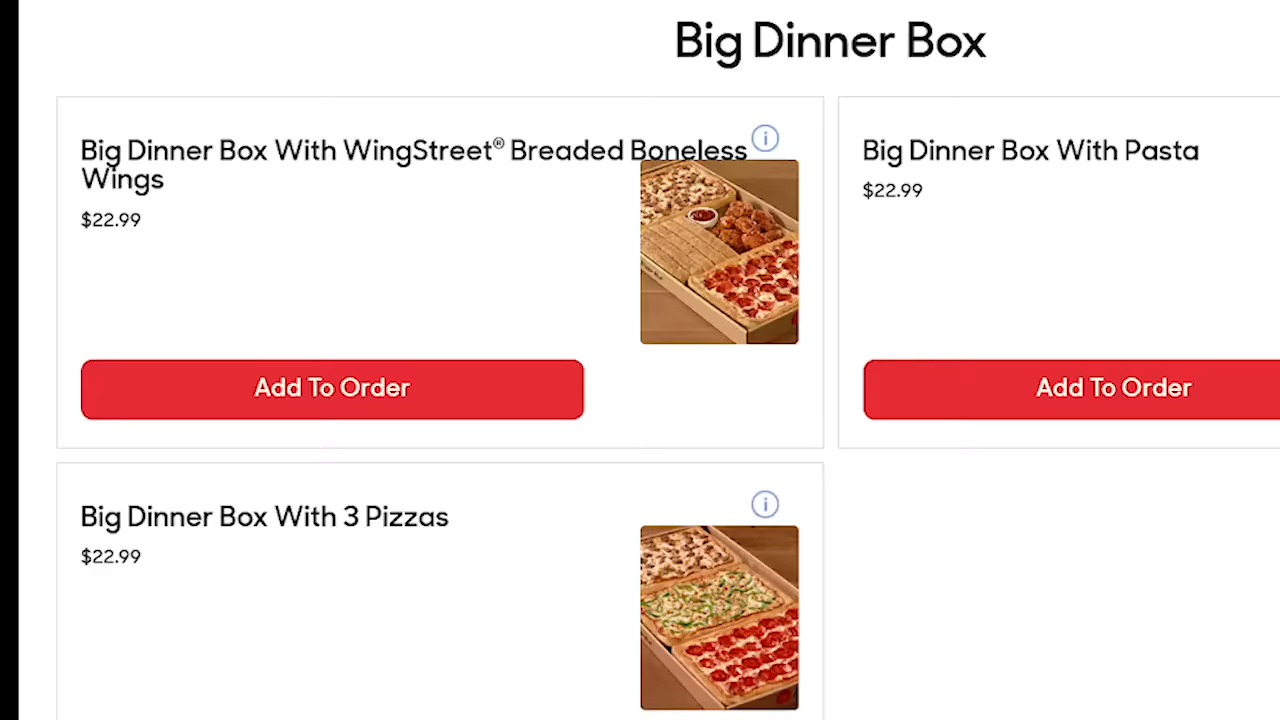 Big Dinner Box
Big Dinner Box With WingStreet® Breaded Boneless
Wings
$22.99
Add To Order
Big Dinner Box With Pasta
$22.99
Add To Order
Big Dinner Box With 3 Pizzas
$22.99